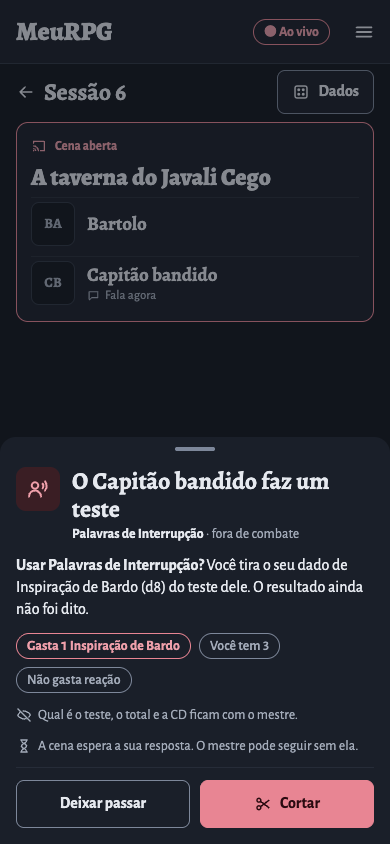 MeuRPG
Ao vivo
Sessão 6
Dados
Cena aberta
A taverna do Javali Cego
BA
Bartolo
CB
Capitão bandido
Fala agora
O Capitão bandido faz um
teste
Palavras de Interrupção · fora de combate
Usar Palavras de Interrupção? Você tira o seu dado de
Inspiração de Bardo (d8) do teste dele. O resultado ainda
não foi dito.
Gasta 1 Inspiração de Bardo
Você tem 3
Não gasta reação
Qual é o teste, o total e a CD ficam com o mestre.
A cena espera a sua resposta. O mestre pode seguir sem ela.
Deixar passar
Cortar